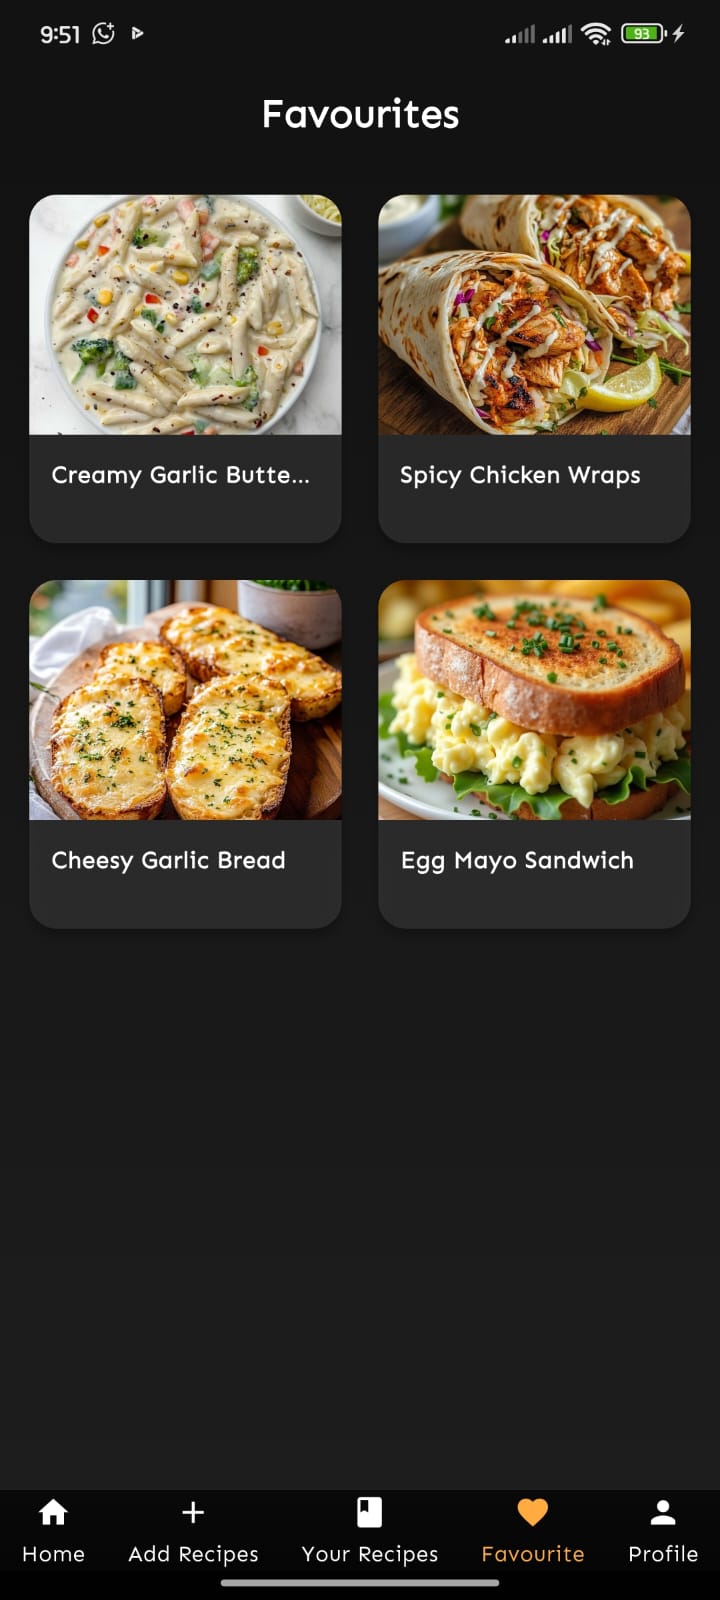 9:51
93
Favourites
Creamy Garlic Butte...
Spicy Chicken Wraps
Cheesy Garlic Bread
Egg Mayo Sandwich
Home
Add Recipes
Your Recipes
Favourite
Profile